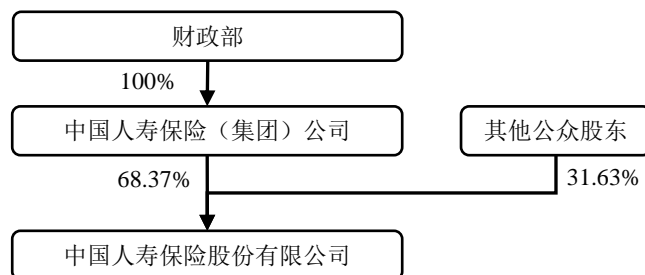 财政部
100%
中国人寿保险（集团）公司
其他公众股东
68.37%
31.63%
中国人寿保险股份有限公司